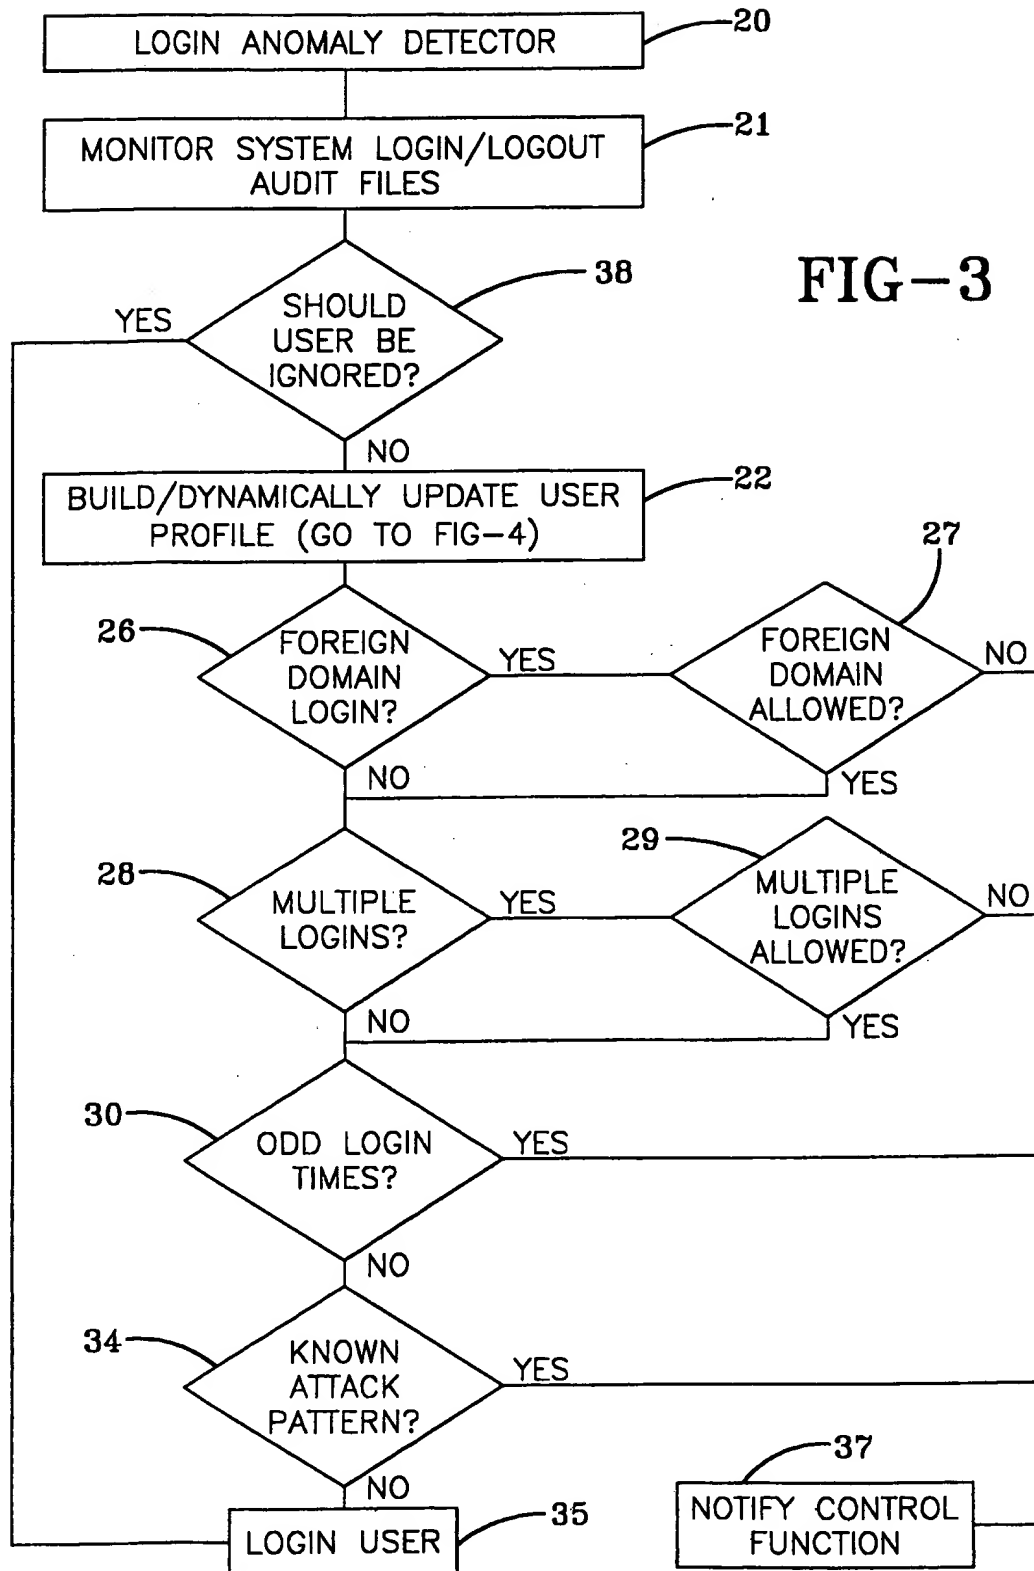 LOGIN ANOMALY DETECTOR
20
MONITOR SYSTEM LOGIN/LOGOUT
AUDIT FILES
21
FIG-3
38
YES
SHOULD
USER BE
IGNORED?
NO
BUILD/DYNAMICALLY UPDATE USER
PROFILE (GO TO FIG-4)
22
26
FOREIGN
DOMAIN
LOGIN?
YES
27
FOREIGN
DOMAIN
ALLOWED?
NO
NO
YES
28
MULTIPLE
LOGINS?
YES
29
MULTIPLE
LOGINS
ALLOWED?
NO
NO
YES
30
ODD LOGIN
TIMES?
YES
NO
34
KNOWN
ATTACK
PATTERN?
YES
NO
LOGIN USER
35
37
NOTIFY CONTROL
FUNCTION